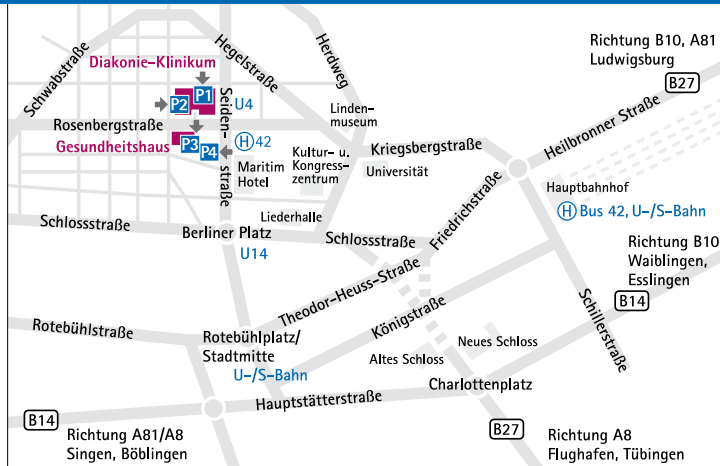 Richtung B10, A81
Ludwigsburg
B27
Schwabstraße
Diakonie-Klinikum
Hegelstraße
Herdweg
P1
P2
U4
Seiden-
straße
Linden-
museum
Heilbronner Straße
Rosenbergstraße
Gesundheitshaus
P3
P4
H 42
Maritim
Hotel
Kultur- u.
Kongress-
zentrum
Kriegsbergstraße
Universität
Hauptbahnhof
H Bus 42, U-/S-Bahn
Friedrichstraße
Liederhalle
Schlossstraße
Berliner Platz
U14
Schlossstraße
Richtung B10
Waiblingen,
Esslingen
B14
Theodor-Heuss-Straße
Königstraße
Schillerstraße
Rotebühlstraße
Rotebühlplatz/
Stadtmitte
U-/S-Bahn
Neues Schloss
Altes Schloss
Charlottenplatz
Hauptstätterstraße
B14
Richtung A81/A8
Singen, Böblingen
B27
Richtung A8
Flughafen, Tübingen